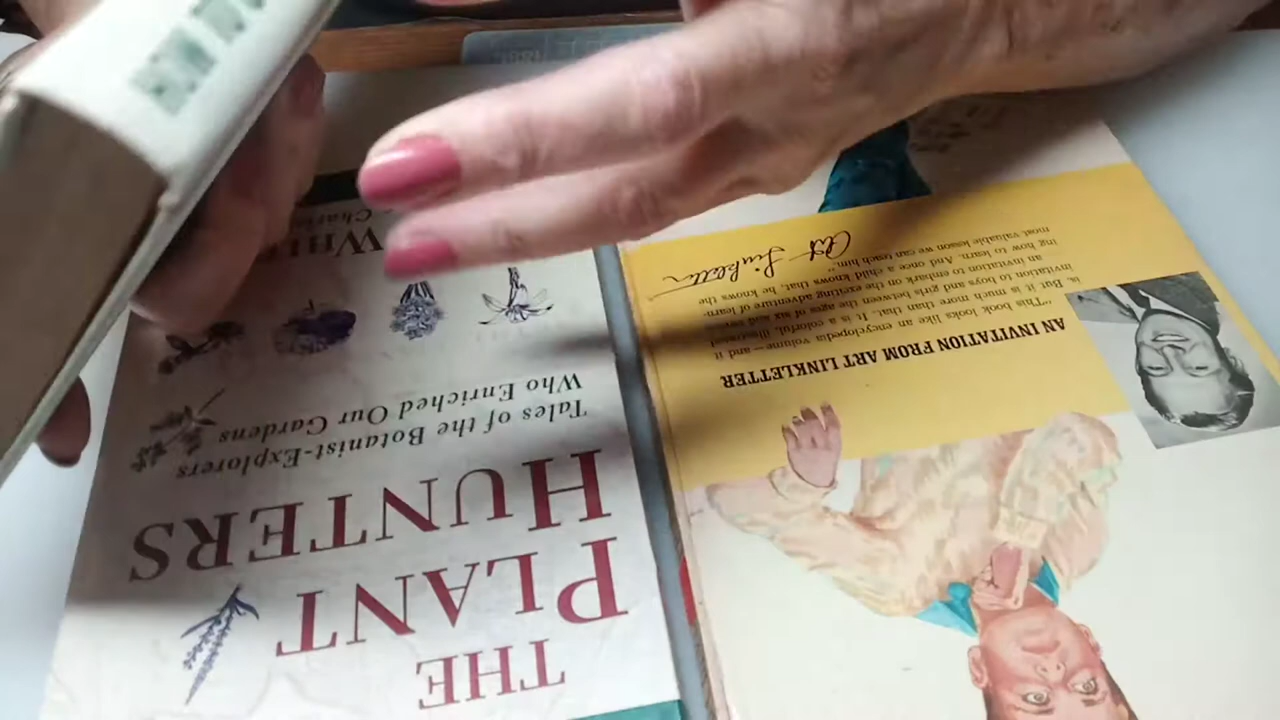 THE
PLANT
HUNTERS
Tales of the Botanist-Explorers
Who Enriched Our Gardens
AN INVITATION FROM ART LINKLETTER
"This book looks like an encyclopedia volume—and it
is. But it is much more than that. It is a colorful, illustrated
invitation to boys and girls between the ages of six and
an invitation to embark on the exciting adventure of learn-
ing how to learn. And once a child knows that, he knows the
most valuable lesson we can teach him."
Art Linkletter